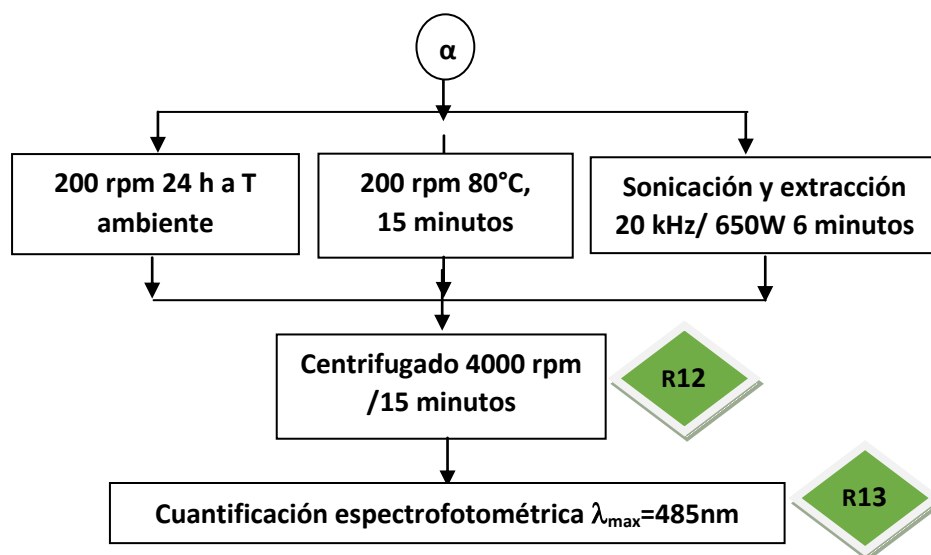 α
200 rpm 24 h a T
ambiente
200 rpm 80°C,
15 minutos
Sonicación y extracción
20 kHz/ 650W 6 minutos
Centrifugado 4000 rpm
/15 minutos
R12
Cuantificación espectrofotométrica λmax=485nm
R13